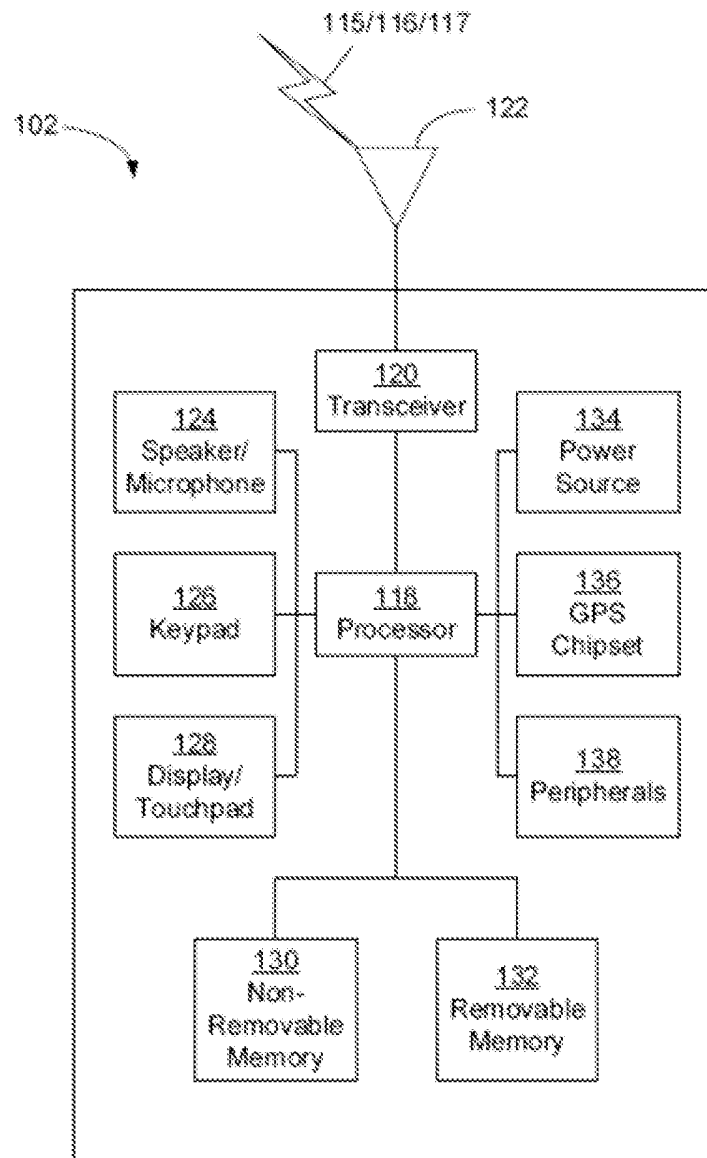 115/116/117
102
122
120
Transceiver
124
Speaker/
Microphone
134
Power
Source
126
Keypad
118
Processor
136
GPS
Chipset
128
Display/
Touchpad
138
Peripherals
130
Non-
Removable
Memory
132
Removable
Memory